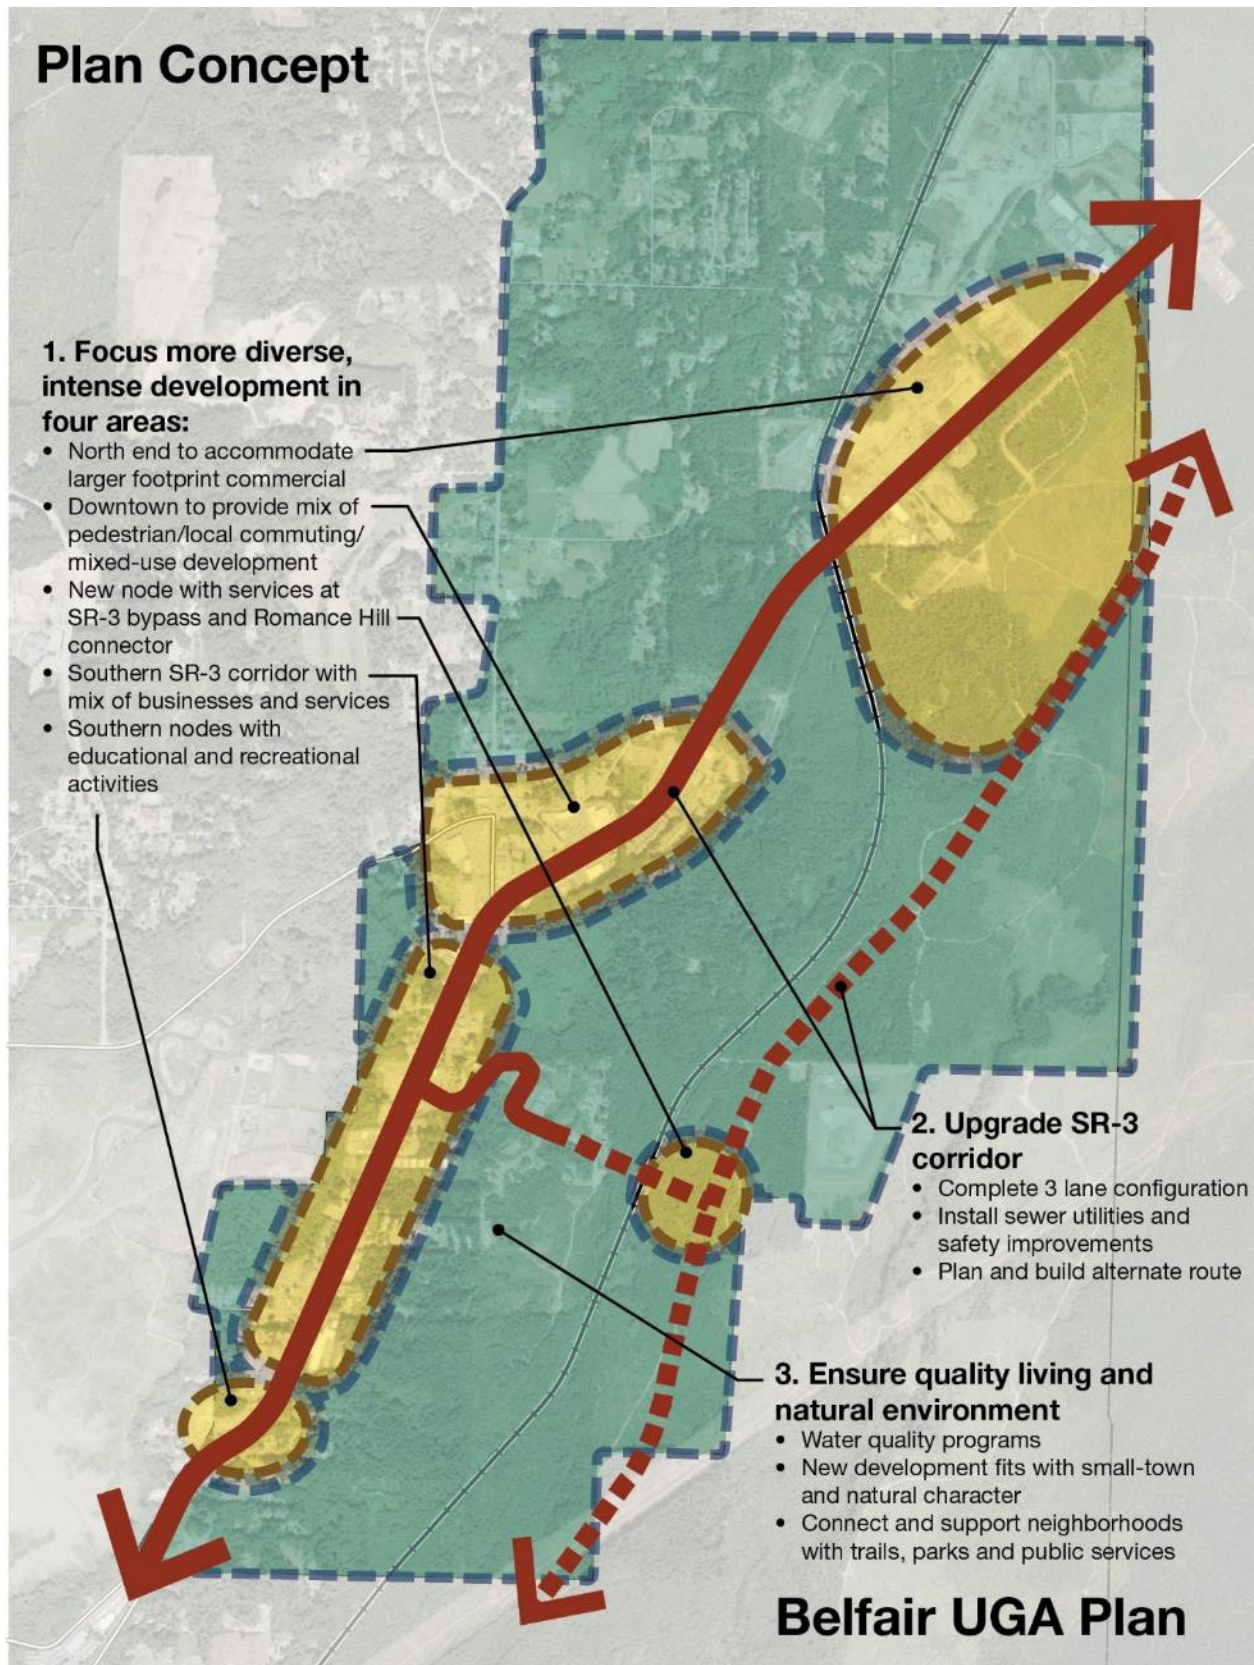 Plan Concept
1. Focus more diverse,
intense development in
four areas:
• North end to accommodate
larger footprint commercial
• Downtown to provide mix of
pedestrian/local commuting/
mixed-use development
• New node with services at
SR-3 bypass and Romance Hill
connector
• Southern SR-3 corridor with
mix of businesses and services
• Southern nodes with
educational and recreational
activities
2. Upgrade SR-3
corridor
• Complete 3 lane configuration
• Install sewer utilities and
safety improvements
• Plan and build alternate route
3. Ensure quality living and
natural environment
• Water quality programs
• New development fits with small-town
and natural character
• Connect and support neighborhoods
with trails, parks and public services
Belfair UGA Plan